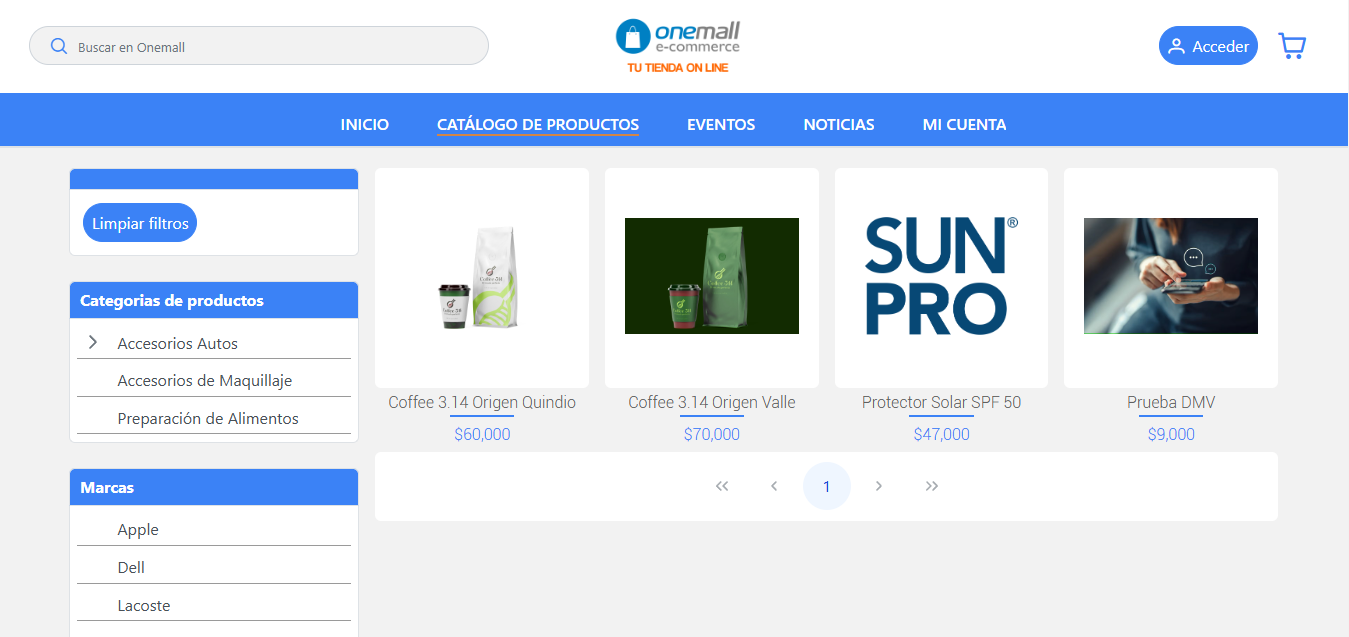 Buscar en Onemall
onemall
e-commerce
TU TIENDA ON LINE
Acceder
INICIO
CATÁLOGO DE PRODUCTOS
EVENTOS
NOTICIAS
MI CUENTA
Limpiar filtros
Categorias de productos
Accesorios Autos
Accesorios de Maquillaje
Preparación de Alimentos
Marcas
Apple
Dell
Lacoste
Coffee 3.14 Origen Quindio
$60,000
Coffee 3.14 Origen Valle
$70,000
SUN®
PRO
Protector Solar SPF 50
$47,000
Prueba DMV
$9,000
1